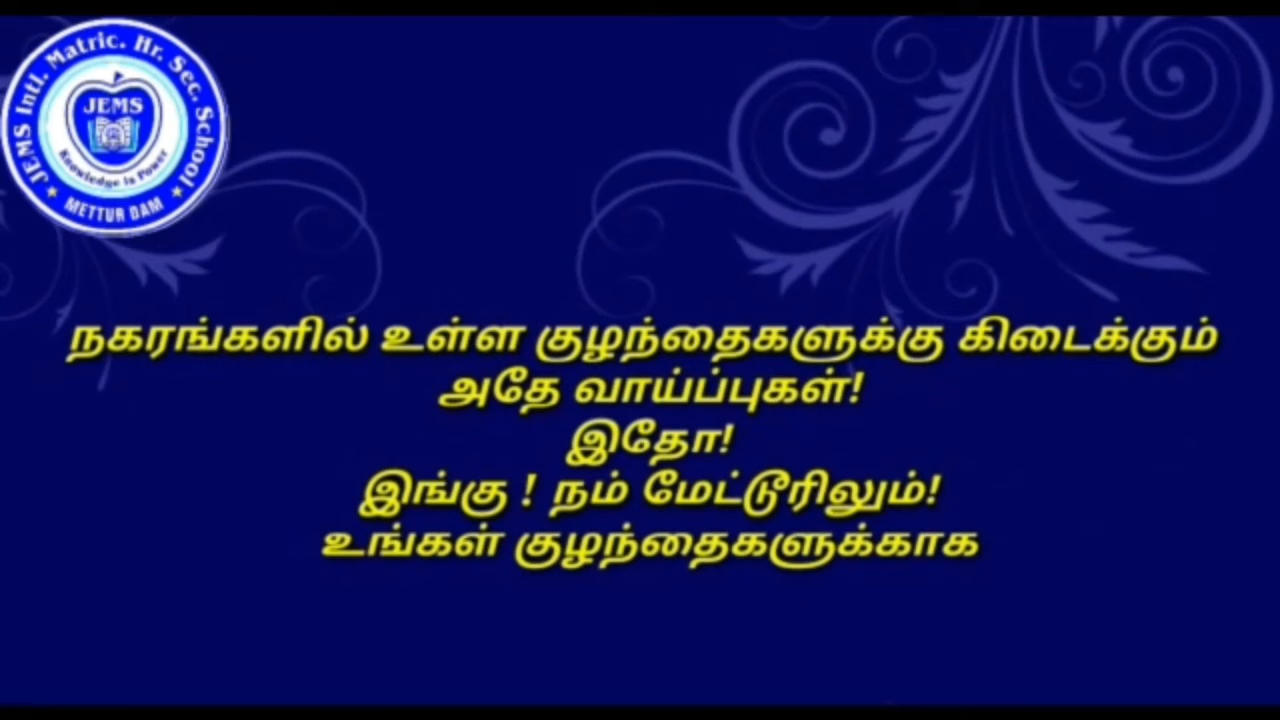 JEMS Intl. Matric. Hr. Sec. School
JEMS
Knowledge is Power
METTUR DAM
நகரங்களில் உள்ள குழந்தைகளுக்கு கிடைக்கும்
அதே வாய்ப்புகள்!
இதோ!
இங்கு ! நம் மேட்டூரிலும்!
உங்கள் குழந்தைகளுக்காக